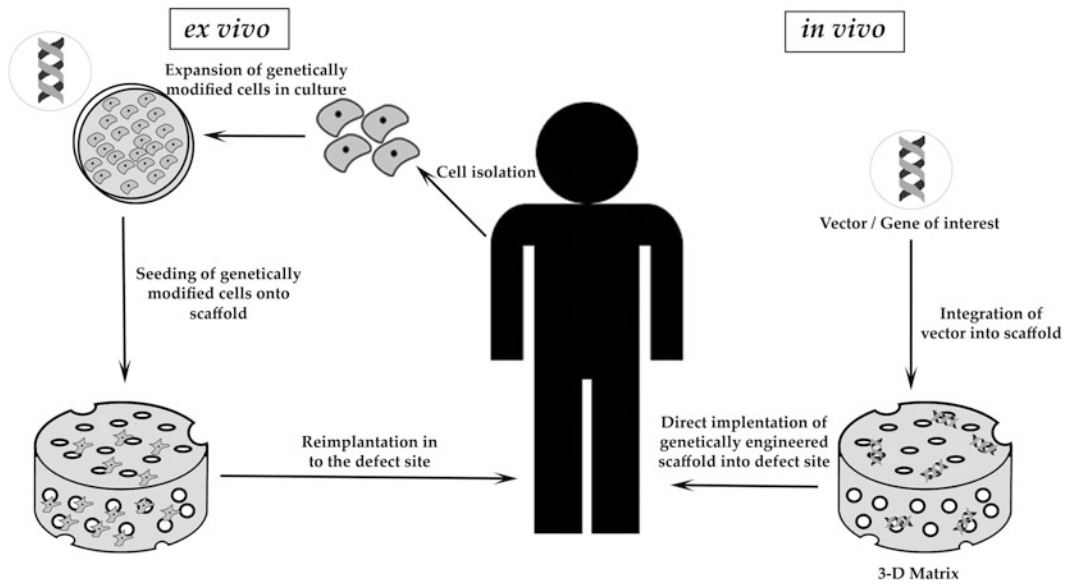 ex vivo
Expansion of genetically
modified cells in culture
Cell isolation
Seeding of genetically
modified cells onto
scaffold
Reimplantation in
to the defect site
in vivo
Vector / Gene of interest
Integration of
vector into scaffold
Direct implentation of
genetically engineered
scaffold into defect site
3-D Matrix